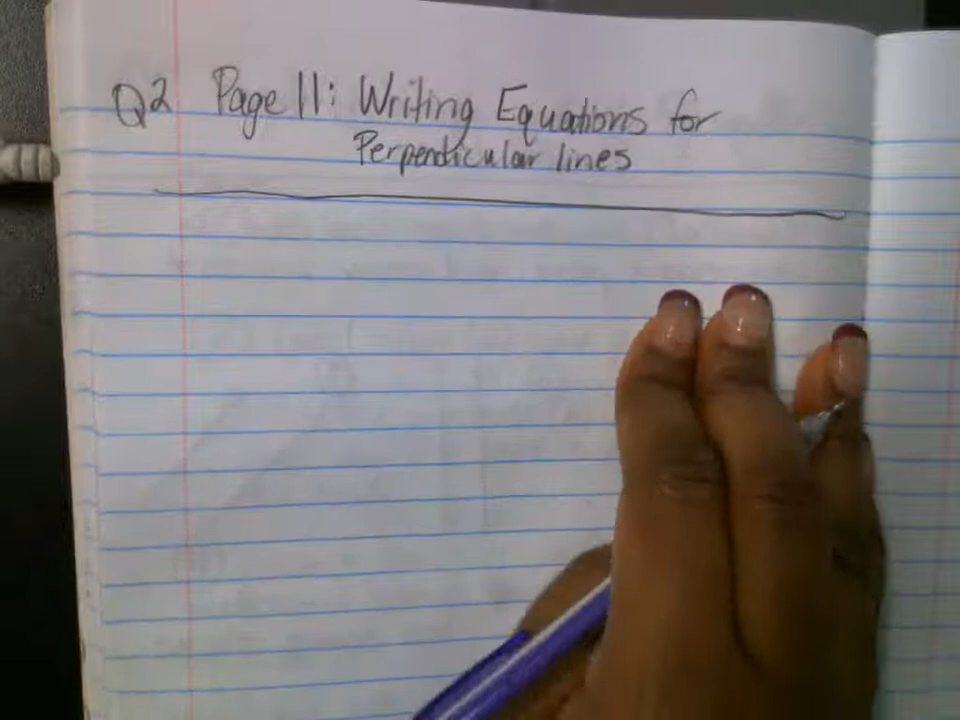 Q2 Page 11: Writing Equations for
Perpendicular lines